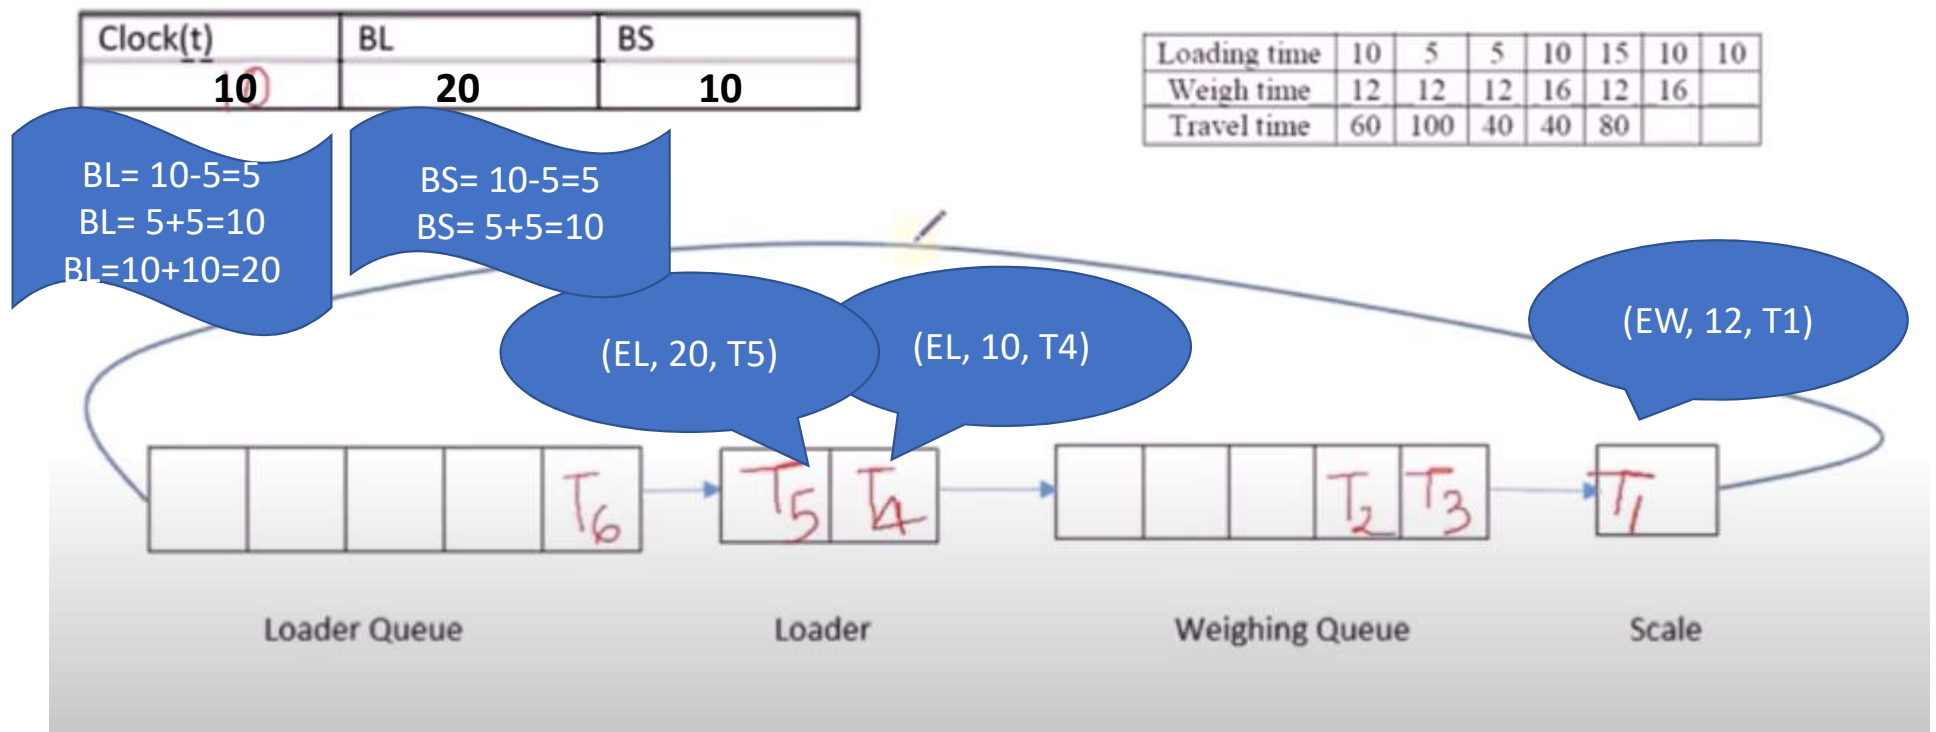 Clock(t) BL BS
10 20 10
Loading time 10 5 5 10 15 10 10
Weigh time 12 12 12 16 12 16
Travel time 60 100 40 40 80
BL= 10-5=5
BL= 5+5=10
BL=10+10=20
BS= 10-5=5
BS= 5+5=10
(EL, 20, T5)
(EL, 10, T4)
(EW, 12, T1)
T6 T5 T4 T2 T3 T1
Loader Queue Loader Weighing Queue Scale